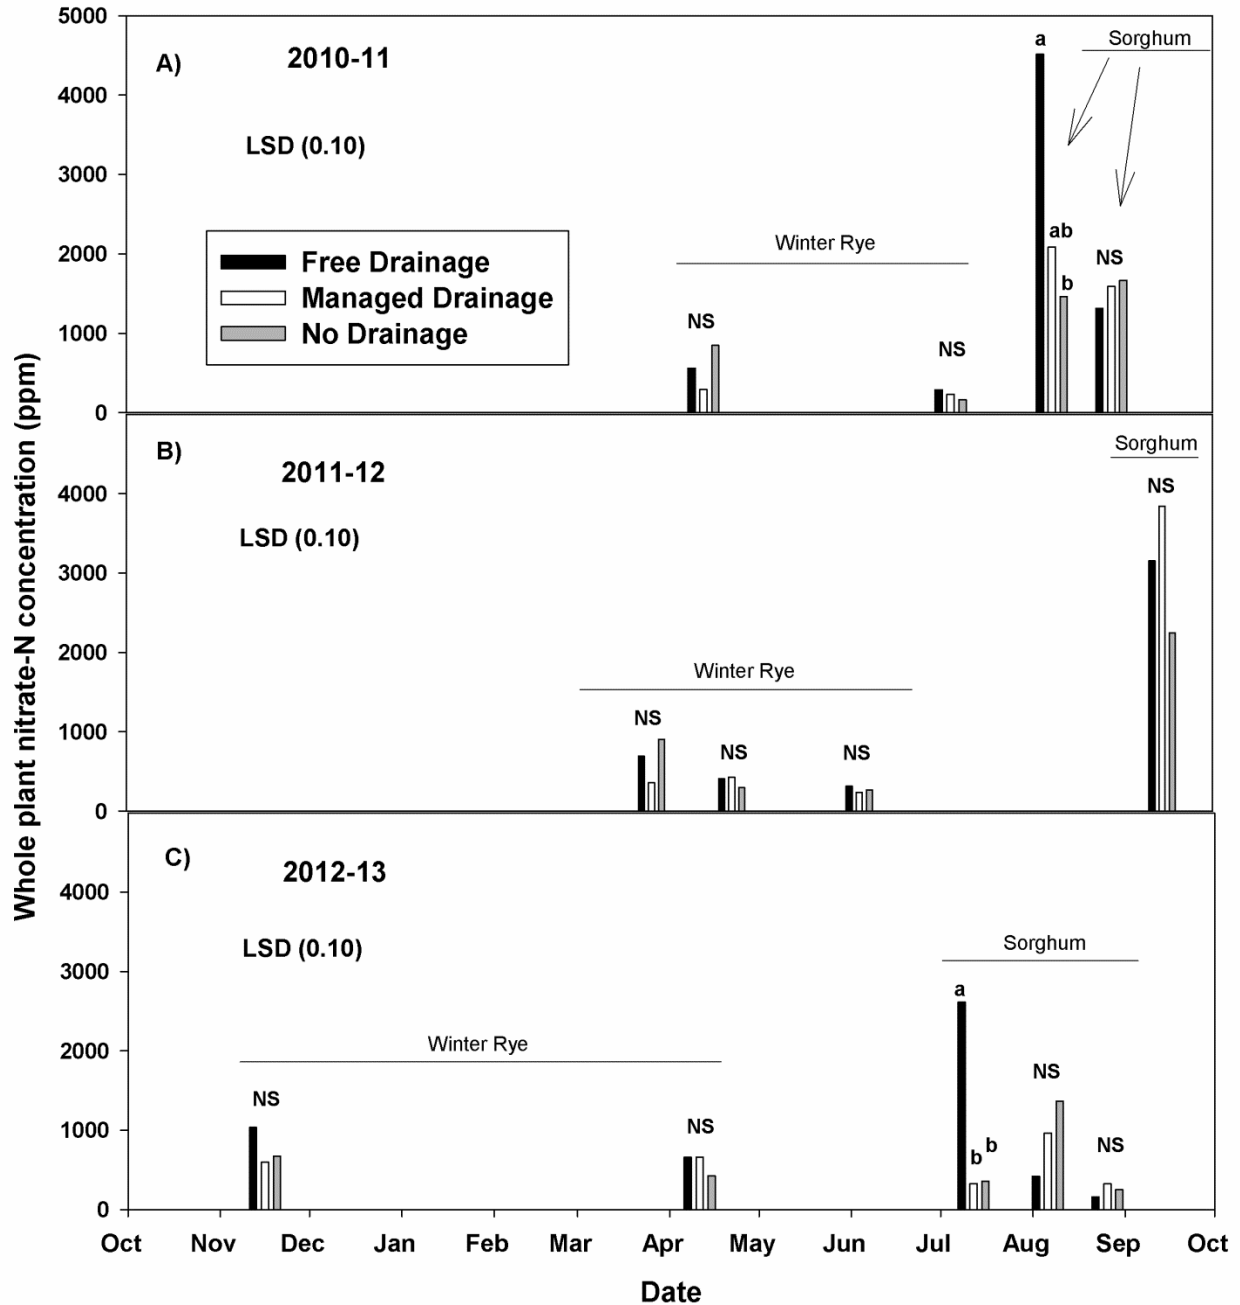 Whole plant nitrate-N concentration (ppm)
5000
4000
3000
2000
1000
0
A)
2010-11
LSD (0.10)
Free Drainage
Managed Drainage
No Drainage
Winter Rye
NS
NS
Sorghum
a
ab
b
NS
4000
3000
2000
1000
0
B)
2011-12
LSD (0.10)
Winter Rye
NS
NS
NS
Sorghum
NS
4000
3000
2000
1000
0
C)
2012-13
LSD (0.10)
Winter Rye
NS
NS
Sorghum
a
b
b
NS
NS
Oct Nov Dec Jan Feb Mar Apr May Jun Jul Aug Sep Oct
Date